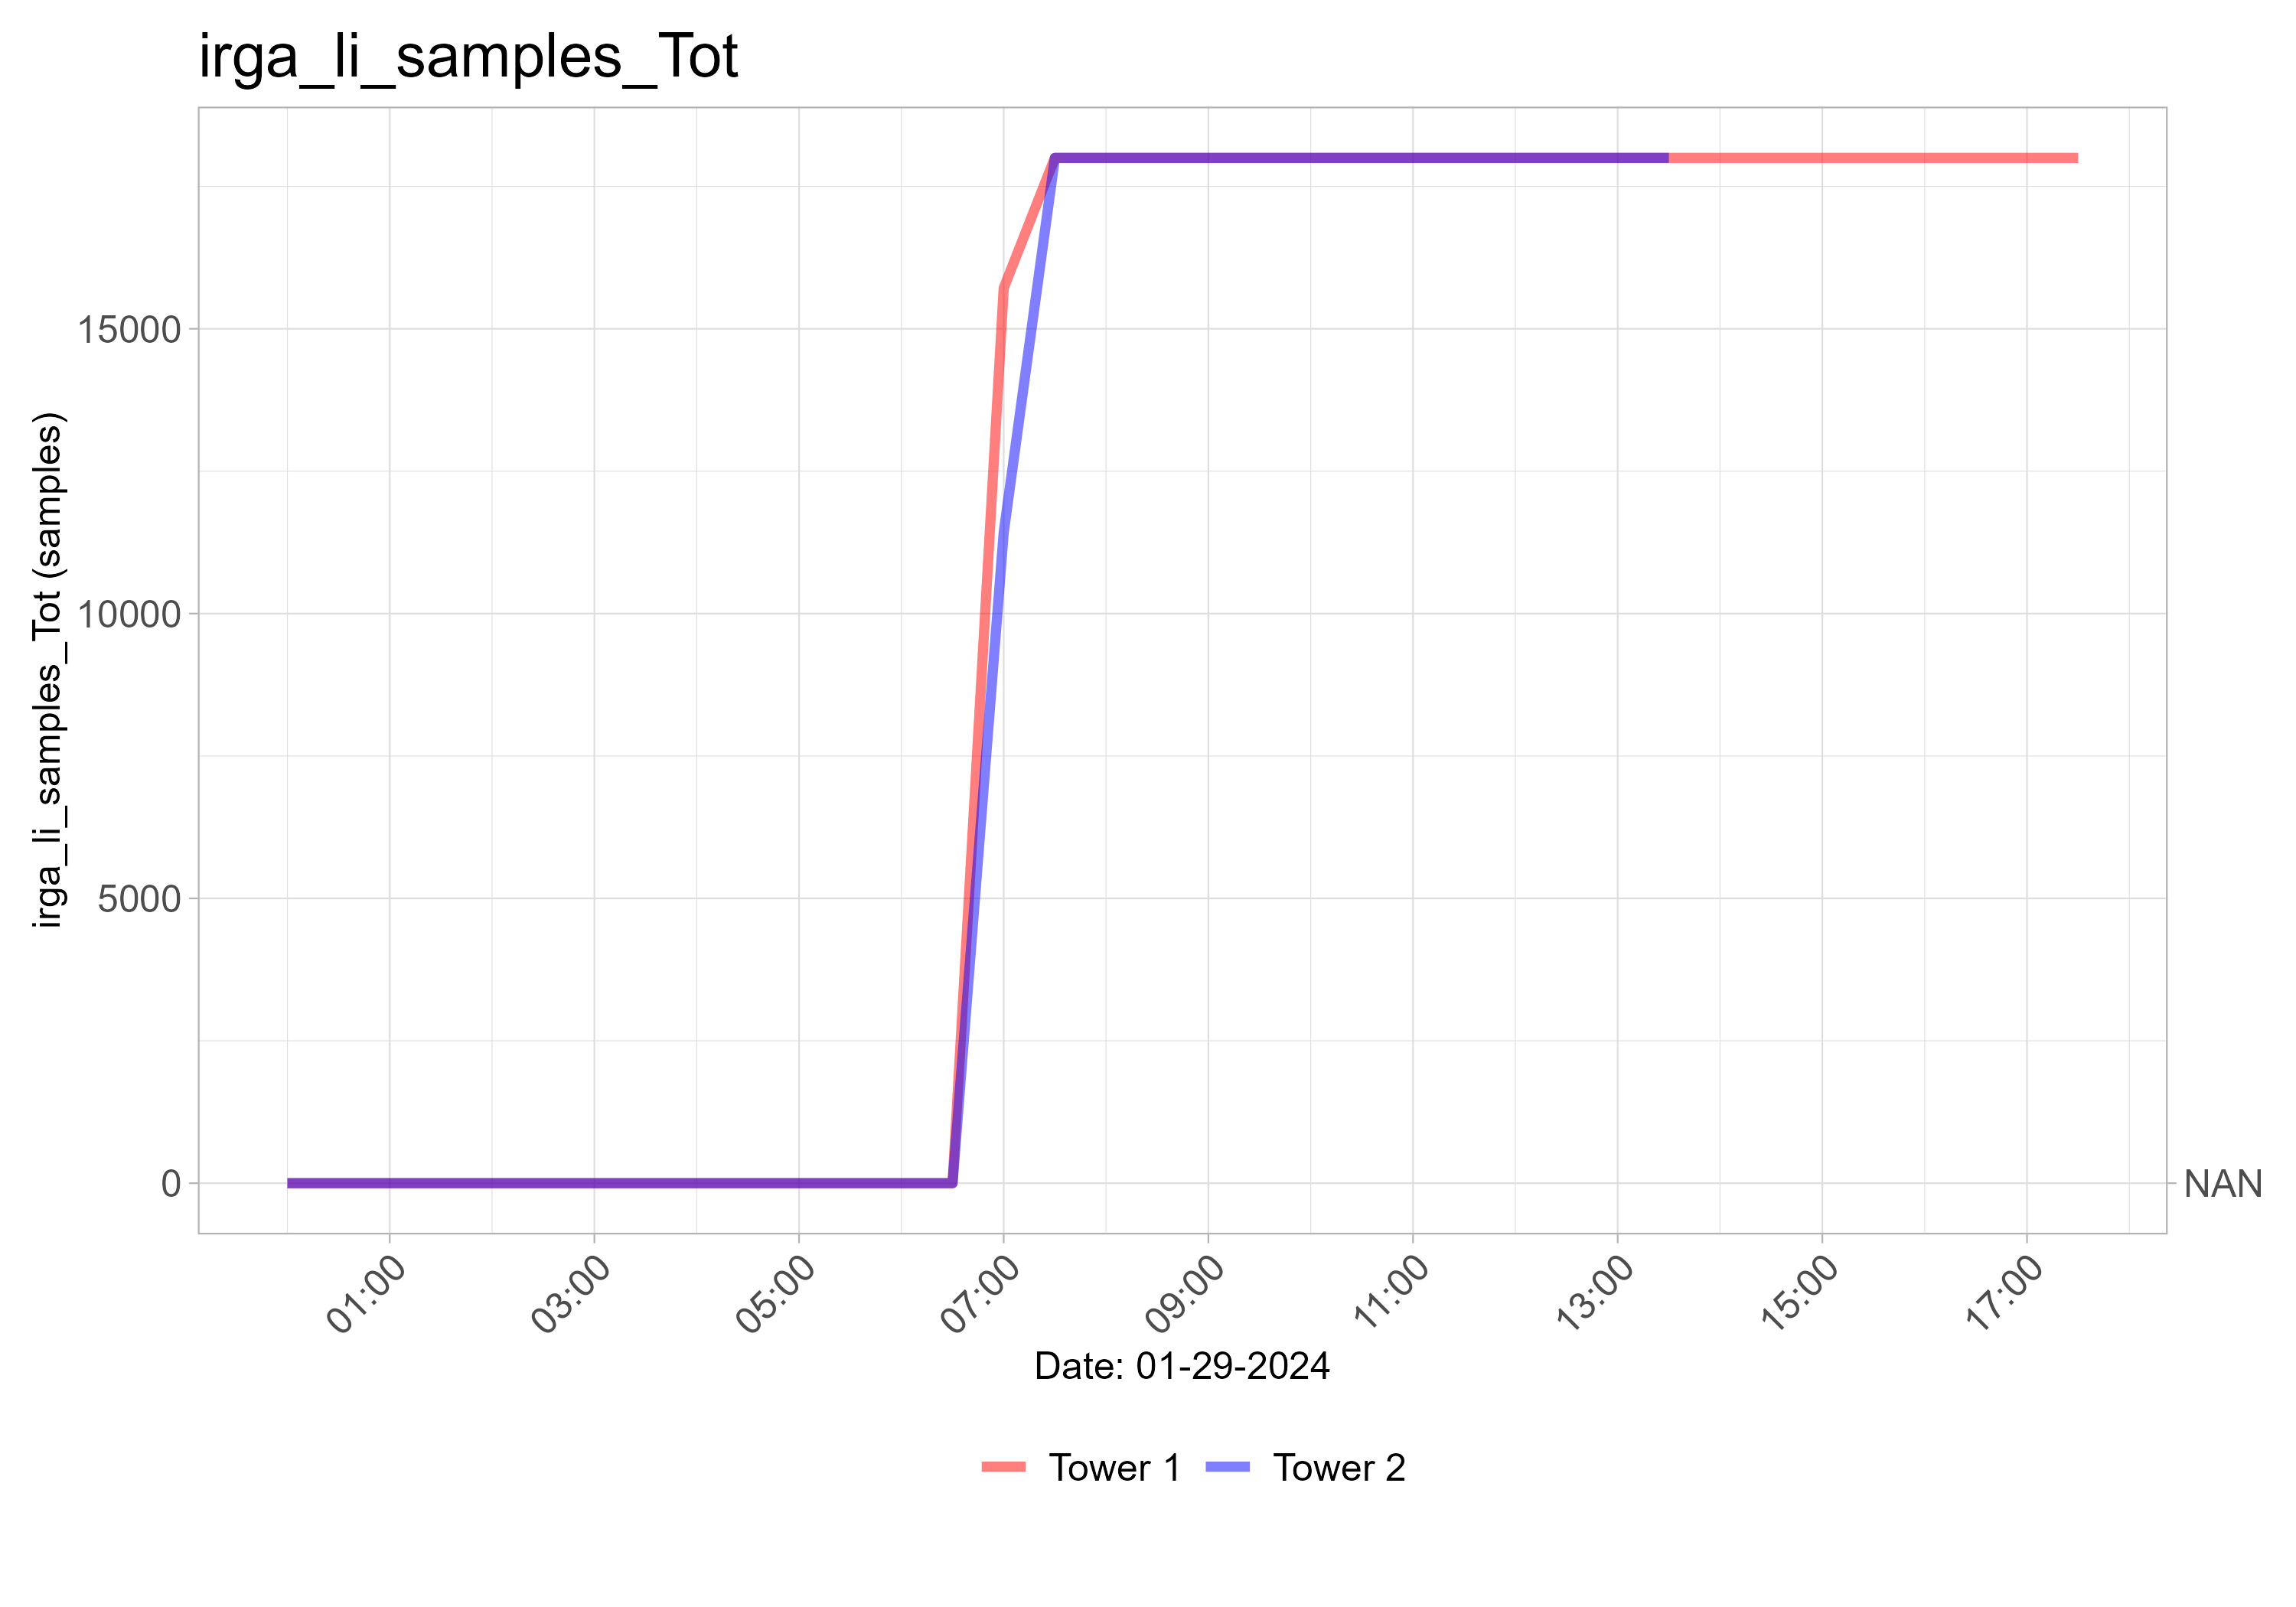 irga_li_samples_Tot
irga_li_samples_Tot (samples)
15000
10000
5000
0
NAN
01:00
03:00
05:00
07:00
09:00
11:00
13:00
15:00
17:00
Date: 01-29-2024
Tower 1
Tower 2